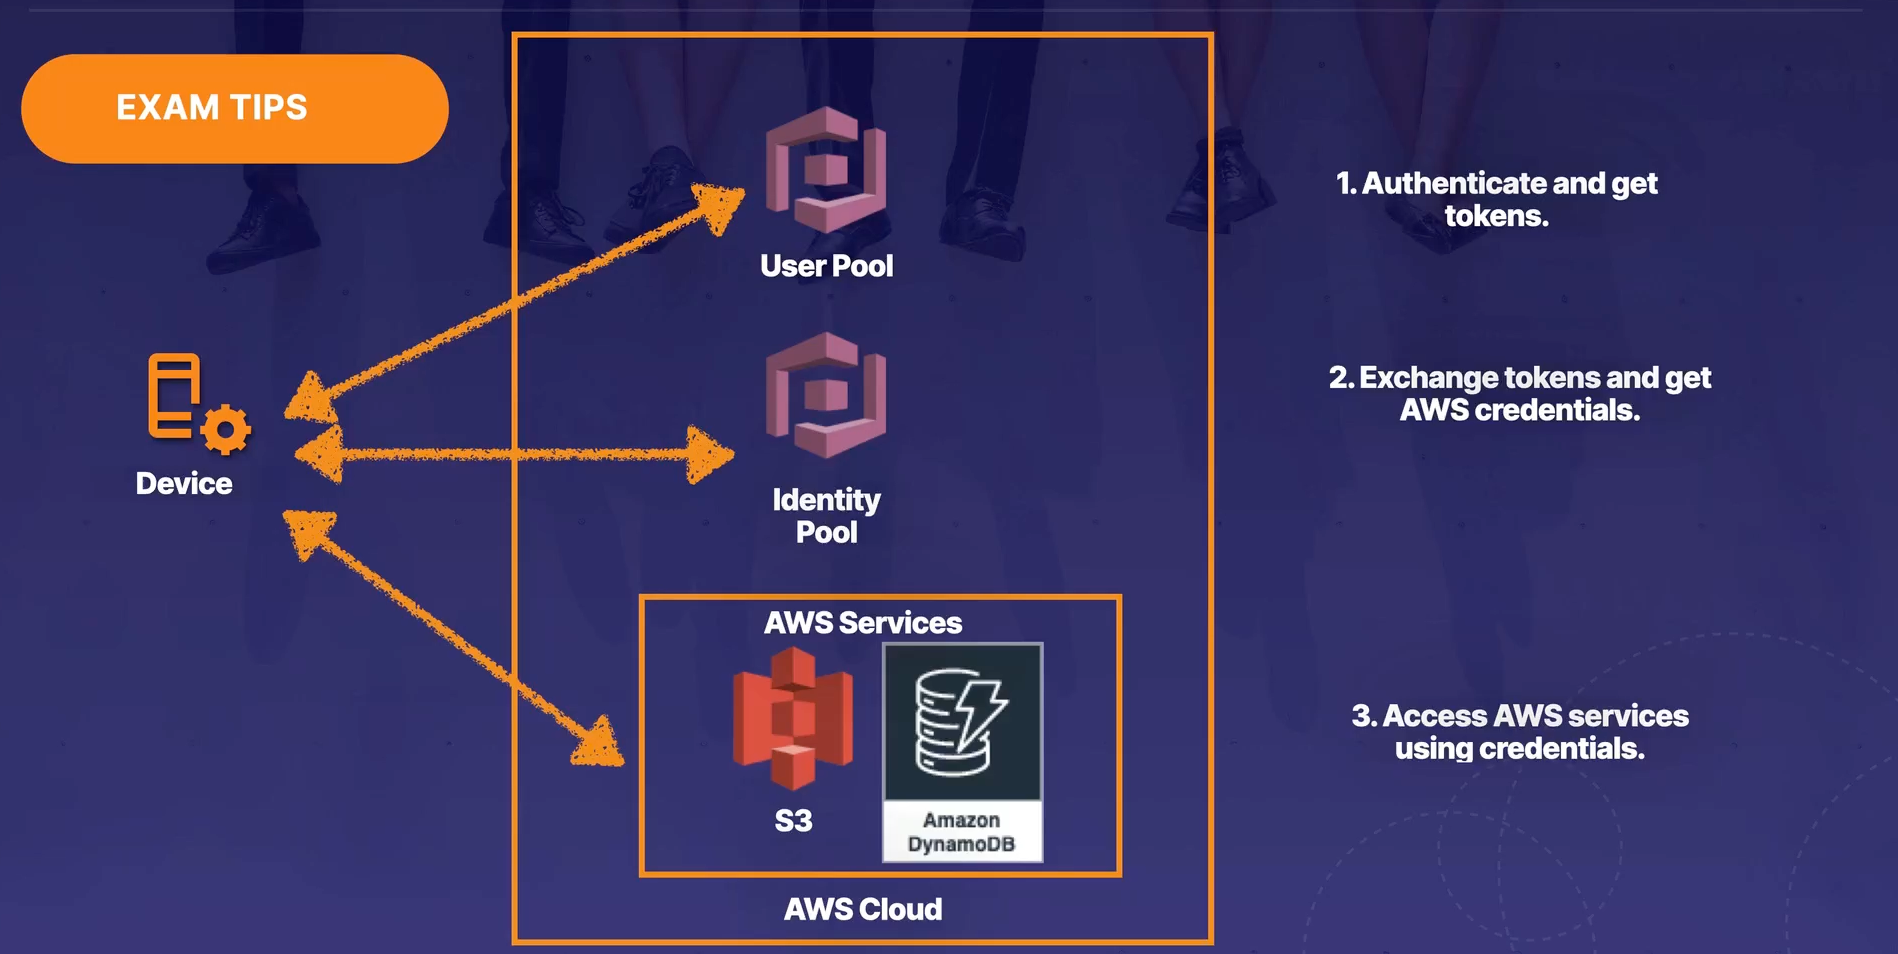 EXAM TIPS
User Pool
1. Authenticate and get
tokens.
Device
Identity
Pool
2. Exchange tokens and get
AWS credentials.
AWS Services
S3
Amazon
DynamoDB
3. Access AWS services
using credentials.
AWS Cloud